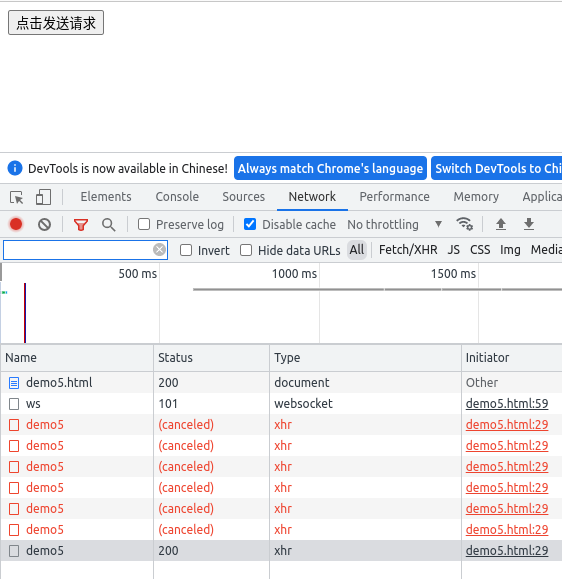 点击发送请求
DevTools is now available in Chinese! Always match Chrome's language Switch DevTools to Chi
Elements Console Sources Network Performance Memory Applica
Preserve log Disable cache No throttling
Invert Hide data URLs All Fetch/XHR JS CSS Img Media
500 ms 1000 ms 1500 ms
Name Status Type Initiator
demo5.html 200 document Other
ws 101 websocket demo5.html:59
demo5 (canceled) xhr demo5.html:29
demo5 (canceled) xhr demo5.html:29
demo5 (canceled) xhr demo5.html:29
demo5 (canceled) xhr demo5.html:29
demo5 (canceled) xhr demo5.html:29
demo5 (canceled) xhr demo5.html:29
demo5 200 xhr demo5.html:29